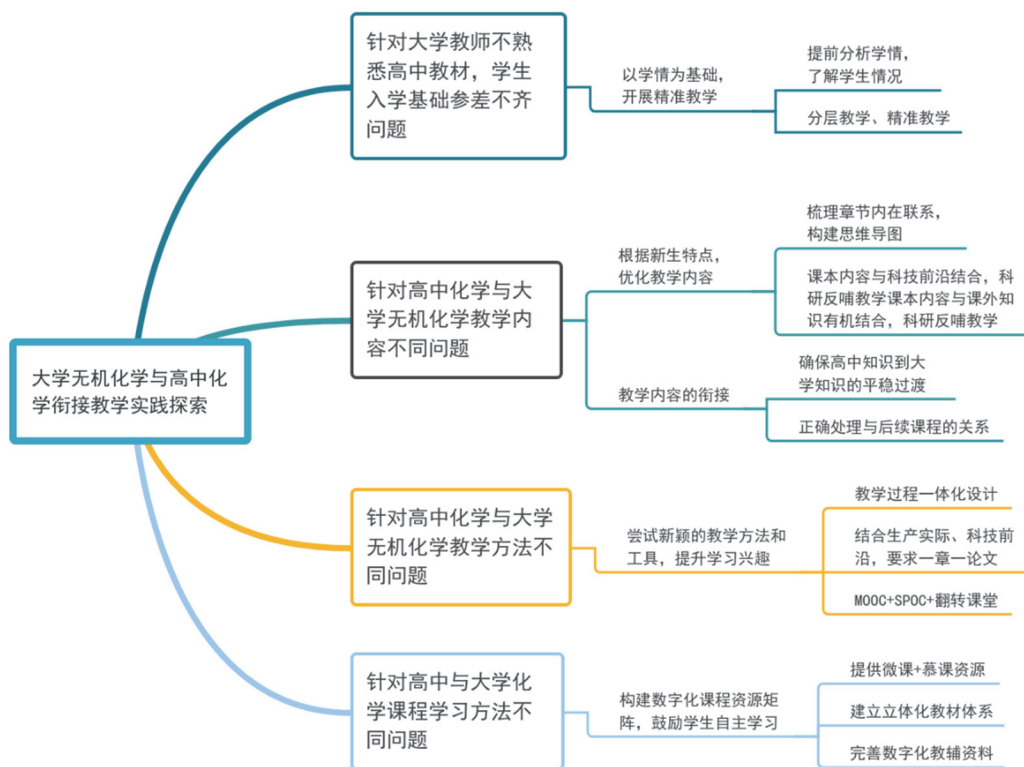 大学无机化学与高中化
学衔接教学实践探索
针对大学教师不熟
悉高中教材，学生
入学基础参差不齐
问题
以学情为基础，
开展精准教学
提前分析学情，
了解学生情况
分层教学、精准教学
针对高中化学与大
学无机化学教学内
容不同问题
根据新生特点，
优化教学内容
梳理章节内在联系，
构建思维导图
课本内容与科技前沿结合，科
研反哺教学课本内容与课外知
识有机结合，科研反哺教学
教学内容的衔接
确保高中知识到大
学知识的平稳过渡
正确处理与后续课程的关系
针对高中化学与大学
无机化学教学方法不
同问题
尝试新颖的教学方法和
工具，提升学习兴趣
教学过程一体化设计
结合生产实际、科技前
沿，要求一章一论文
MOOC+SPOC+翻转课堂
针对高中与大学化
学课程学习方法不
同问题
构建数字化课程资源矩
阵，鼓励学生自主学习
提供微课+慕课资源
建立立体化教材体系
完善数字化教辅资料